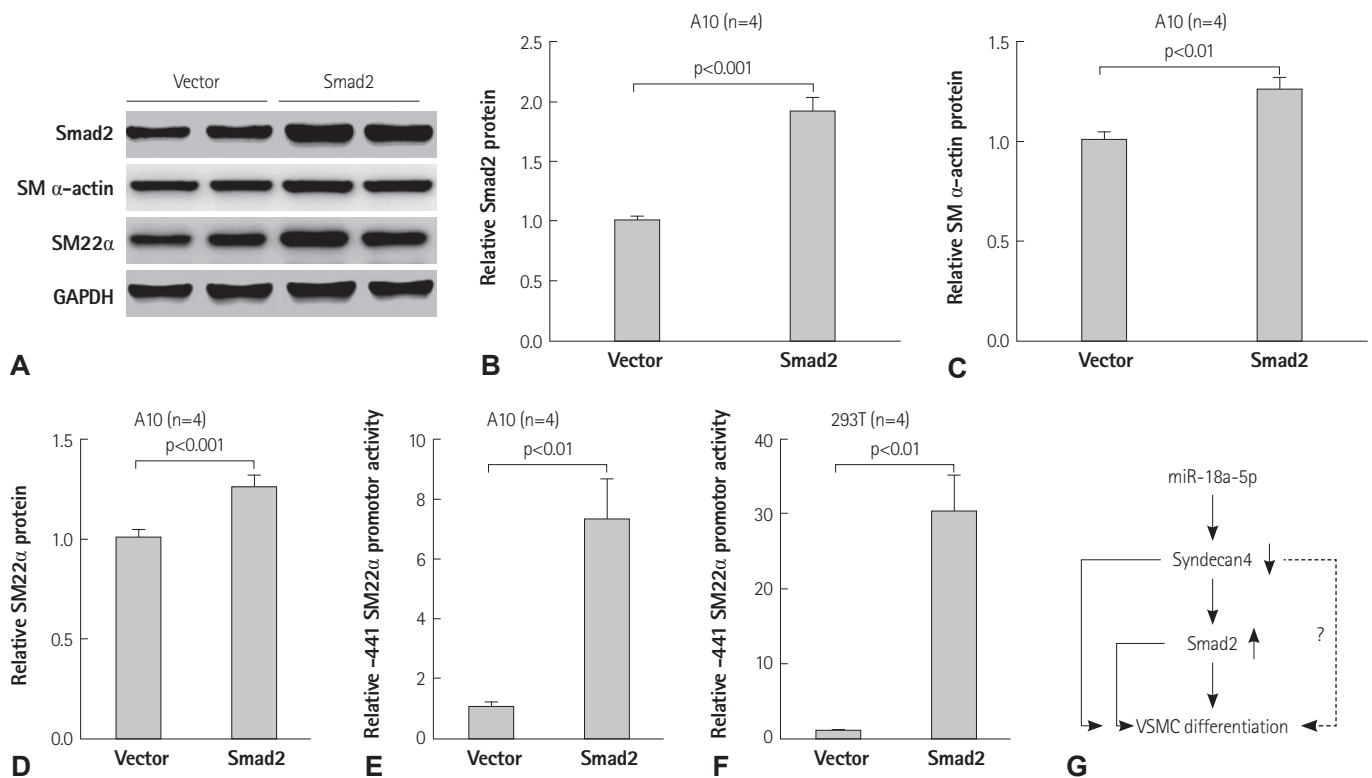 Vector Smad2
Smad2
SM α-actin
SM22α
GAPDH
A
A10 (n=4)
p<0.001
Relative Smad2 protein
2.5
2.0
1.5
1.0
0.5
0.0
Vector Smad2
B
A10 (n=4)
p<0.01
Relative SM α-actin protein
1.5
1.0
0.5
0.0
Vector Smad2
C
A10 (n=4)
p<0.001
Relative SM22α protein
1.5
1.0
0.5
0.0
Vector Smad2
D
A10 (n=4)
p<0.01
Relative -441 SM22α promotor activity
10
8
6
4
2
0
Vector Smad2
E
293T (n=4)
p<0.01
Relative -441 SM22α promotor activity
40
30
20
10
0
Vector Smad2
F
miR-18a-5p
Syndecan4
?
Smad2
VSMC differentiation
G